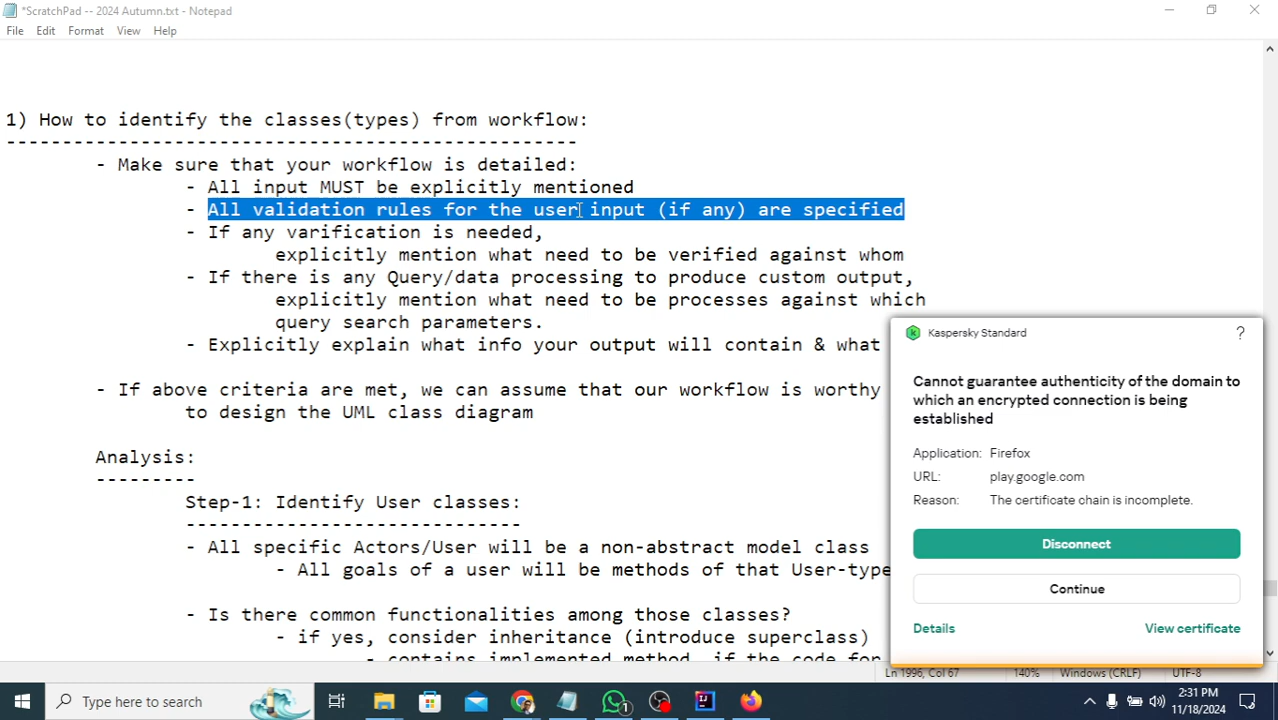 *ScratchPad -- 2024 Autumn.txt - Notepad
File Edit Format View Help
1) How to identify the classes(types) from workflow:
----------------------------------------------------
- Make sure that your workflow is detailed:
- All input MUST be explicitly mentioned
- All validation rules for the user input (if any) are specified
- If any varification is needed,
explicitly mention what need to be verified against whom
- If there is any Query/data processing to produce custom output,
explicitly mention what need to be processes against which
query search parameters.
- Explicitly explain what info your output will contain & what
- If above criteria are met, we can assume that our workflow is worthy
to design the UML class diagram
Analysis:
---------
Step-1: Identify User classes:
------------------------------
- All specific Actors/User will be a non-abstract model class
- All goals of a user will be methods of that User-type
- Is there common functionalities among those classes?
- if yes, consider inheritance (introduce superclass)
- contains implemented method, if the code for
Kaspersky Standard
?
Cannot guarantee authenticity of the domain to
which an encrypted connection is being
established
Application: Firefox
URL: play.google.com
Reason: The certificate chain is incomplete.
Disconnect
Continue
Details View certificate
Ln 1996, Col 67 140% Windows (CRLF) UTF-8
Type here to search
1
2:31 PM
11/18/2024